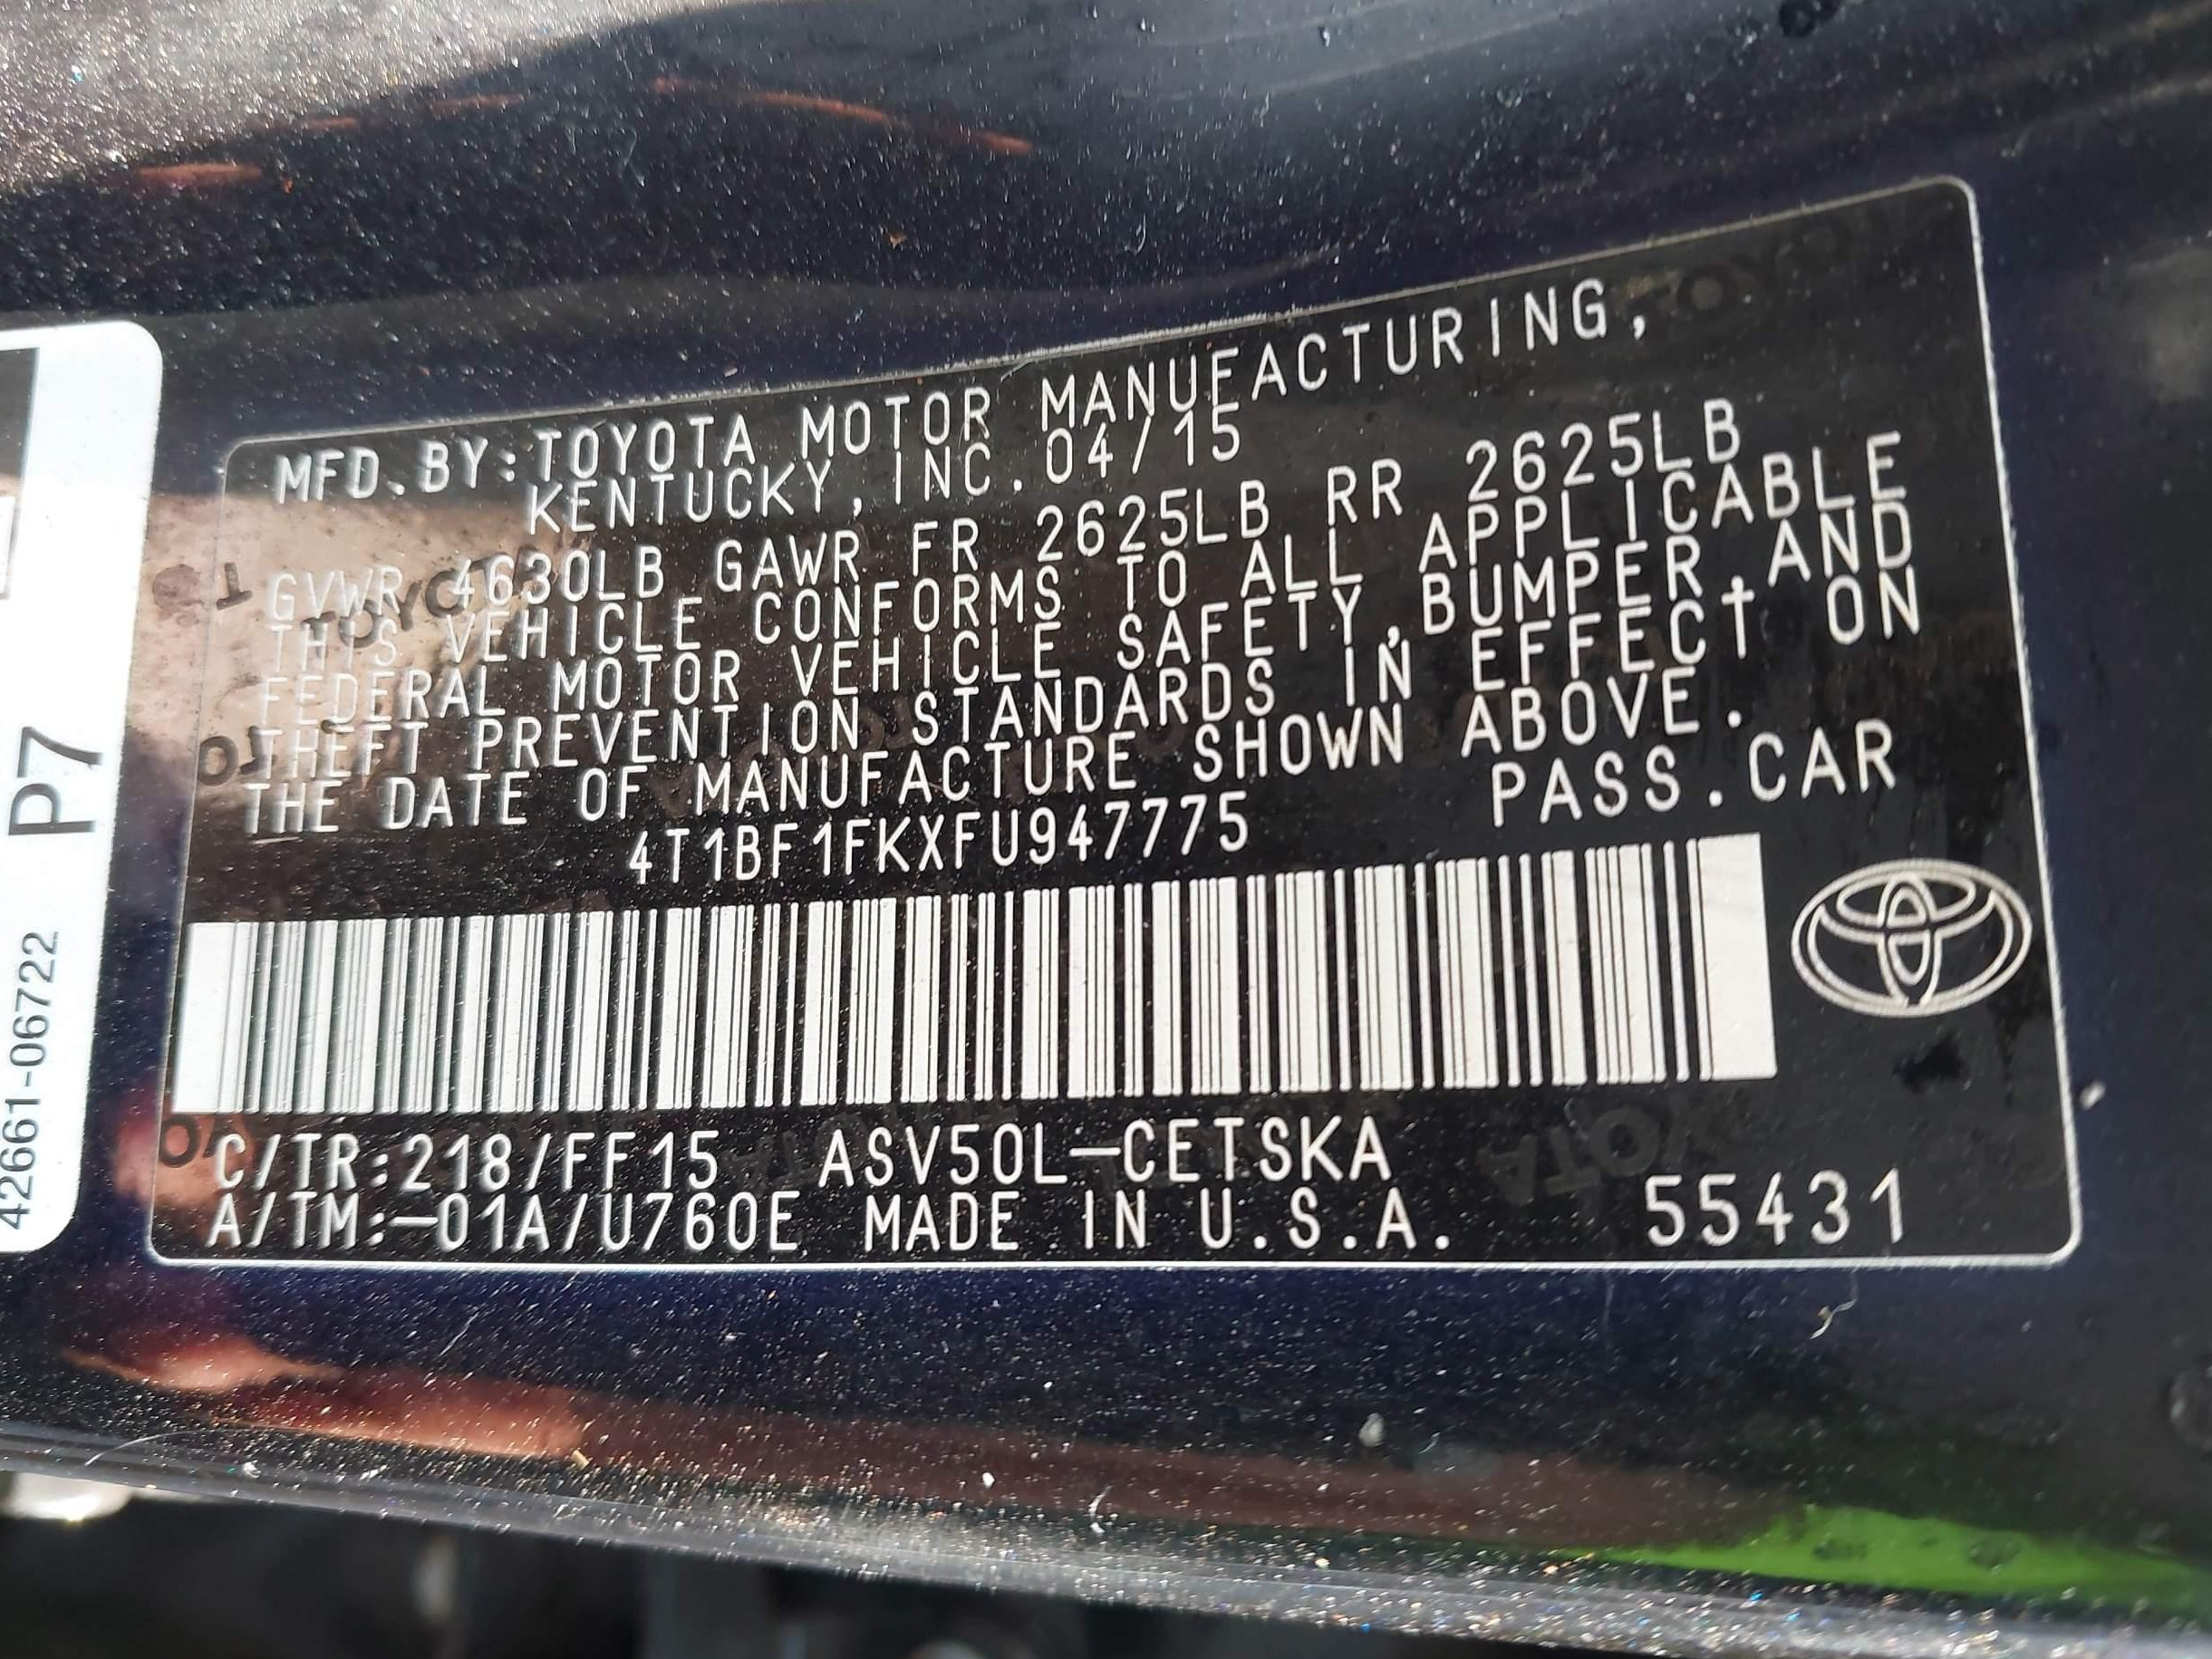 MFD.BY:TOYOTA MOTOR MANUFACTURING,
KENTUCKY, INC. 04/15
GVWR 4630LB GAWR FR 2625LB RR 2625LB
THIS VEHICLE CONFORMS TO ALL APPLICABLE
FEDERAL MOTOR VEHICLE SAFETY,BUMPER,AND
THEFT PREVENTION STANDARDS IN EFFECT ON
THE DATE OF MANUFACTURE SHOWN ABOVE.
4T1BF1FKXFU947775 PASS.CAR
C/TR:218/FF15 ASV50L-CETSKA
A/TM:-01A/U760E MADE IN U.S.A. 55431
P7
42661-06722
TOYOTA